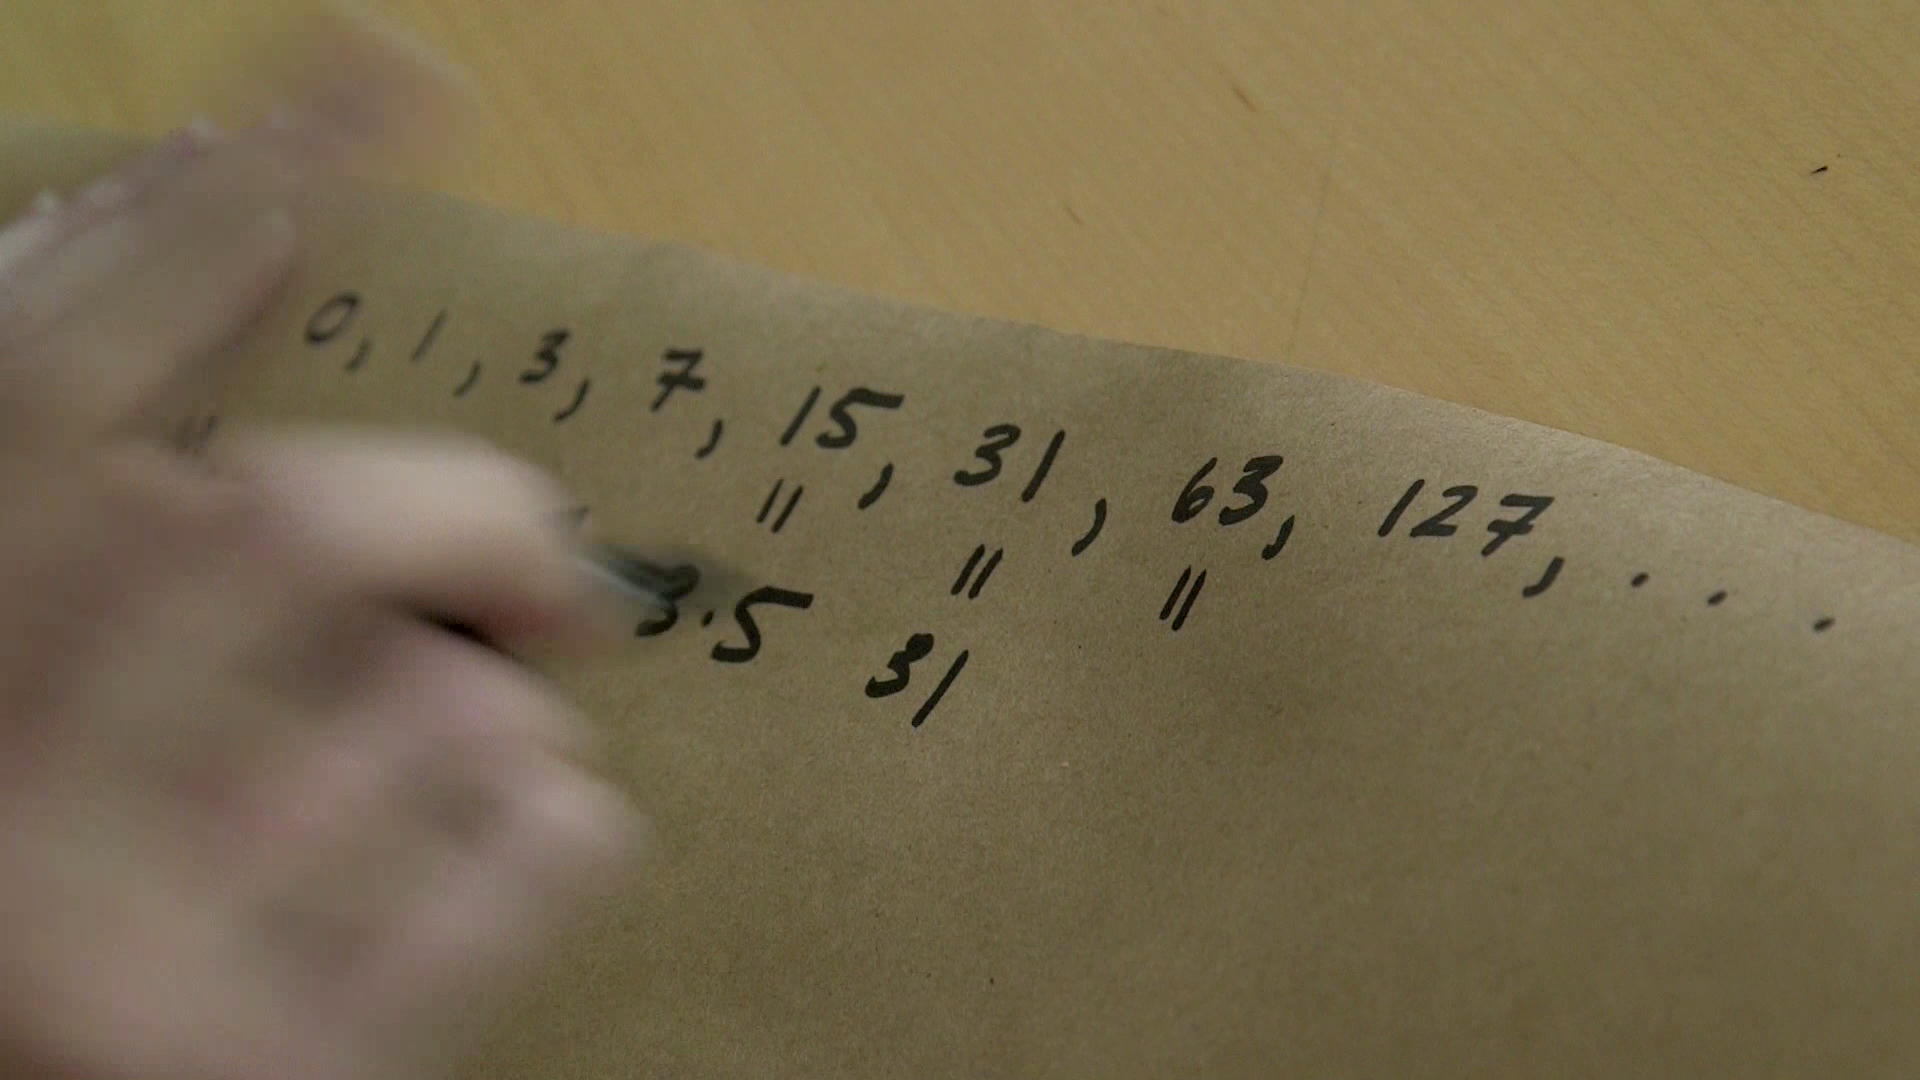 0, 1, 3, 7, 15, 31, 63, 127, . . .
" " " "
3·5 31